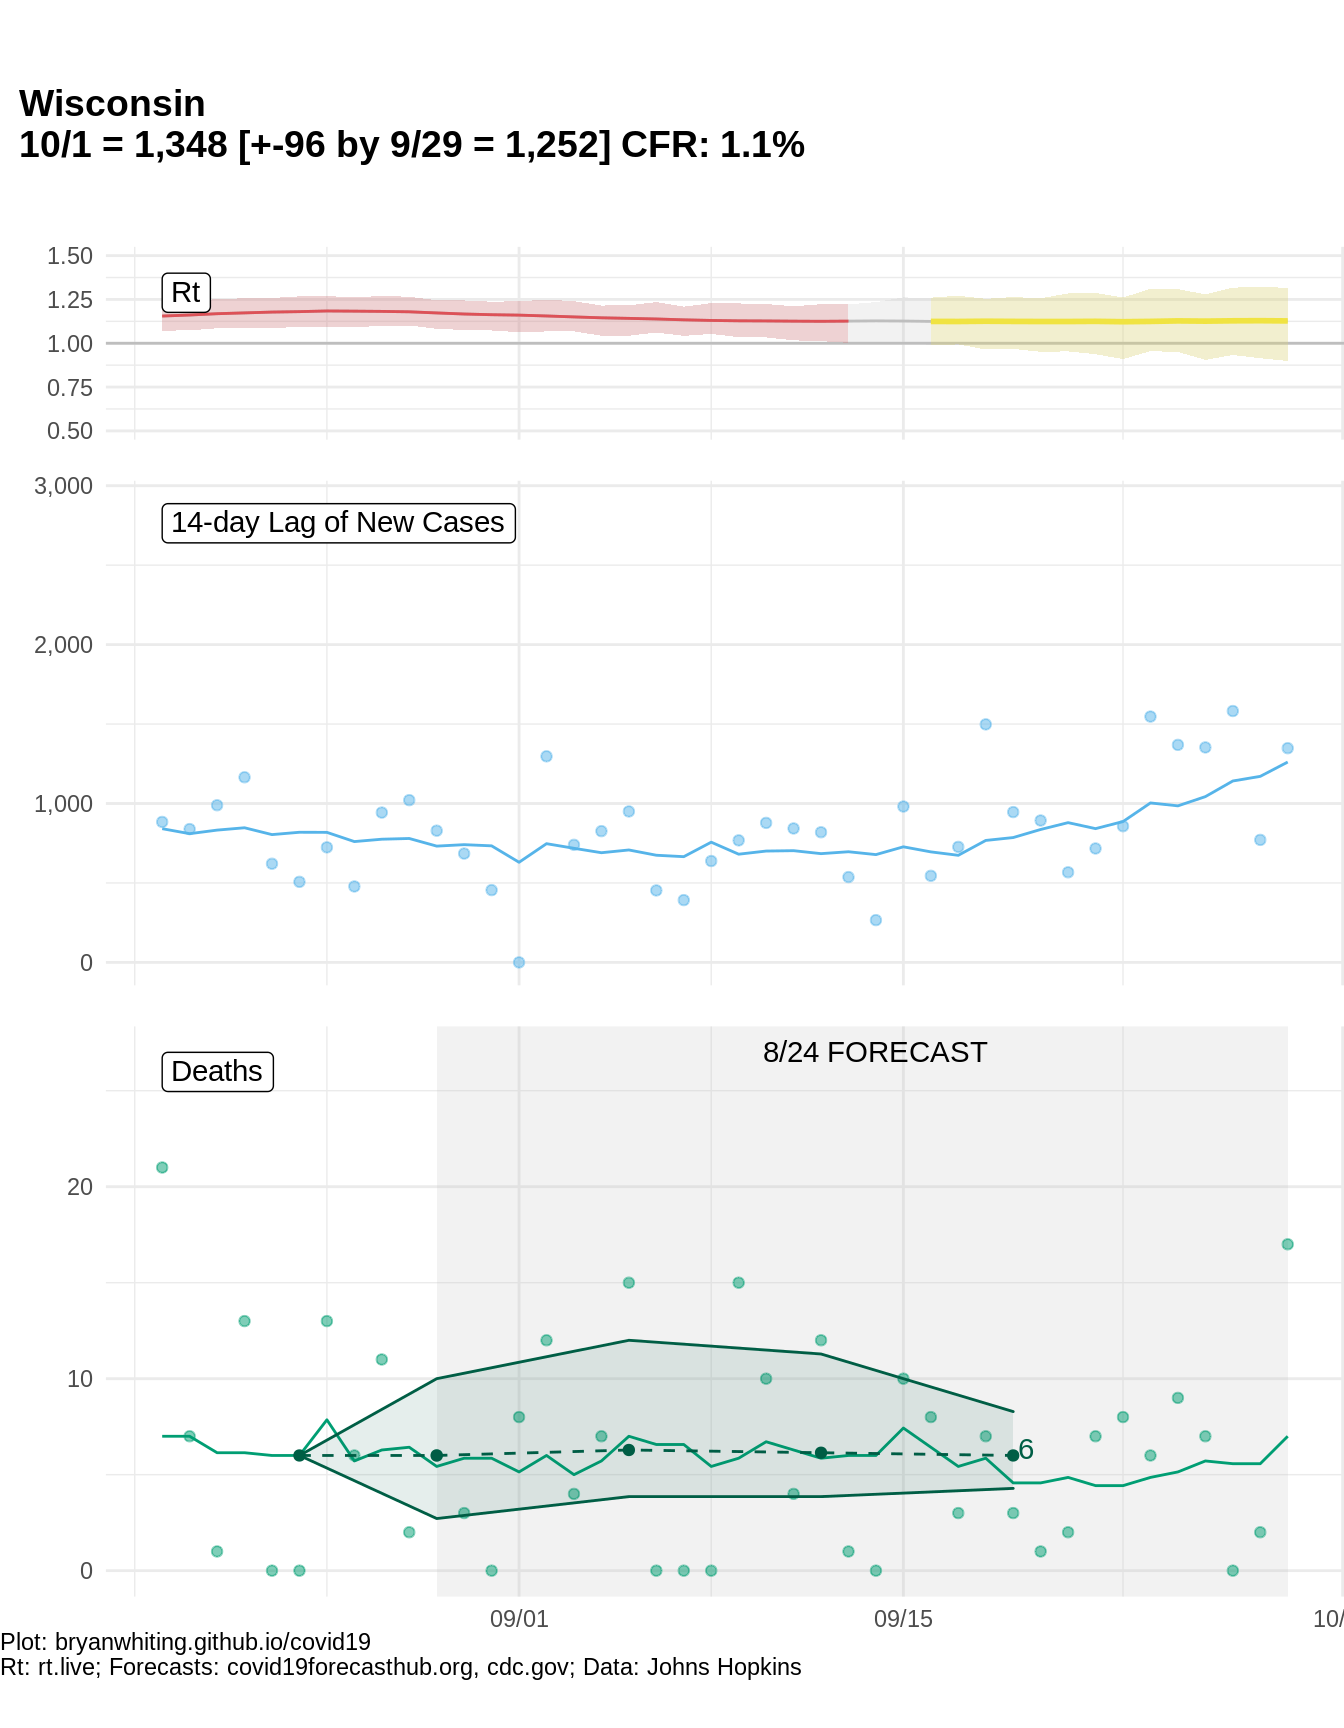 Wisconsin
10/1 = 1,348 [+-96 by 9/29 = 1,252] CFR: 1.1%
1.50
Rt
1.25
1.00
0.75
0.50
3,000
14-day Lag of New Cases
2,000
1,000
0
8/24 FORECAST
Deaths
20
10
6
0
09/01
09/15
10/
Plot: bryanwhiting.github.io/covid19
Rt: rt.live; Forecasts: covid19forecasthub.org, cdc.gov; Data: Johns Hopkins